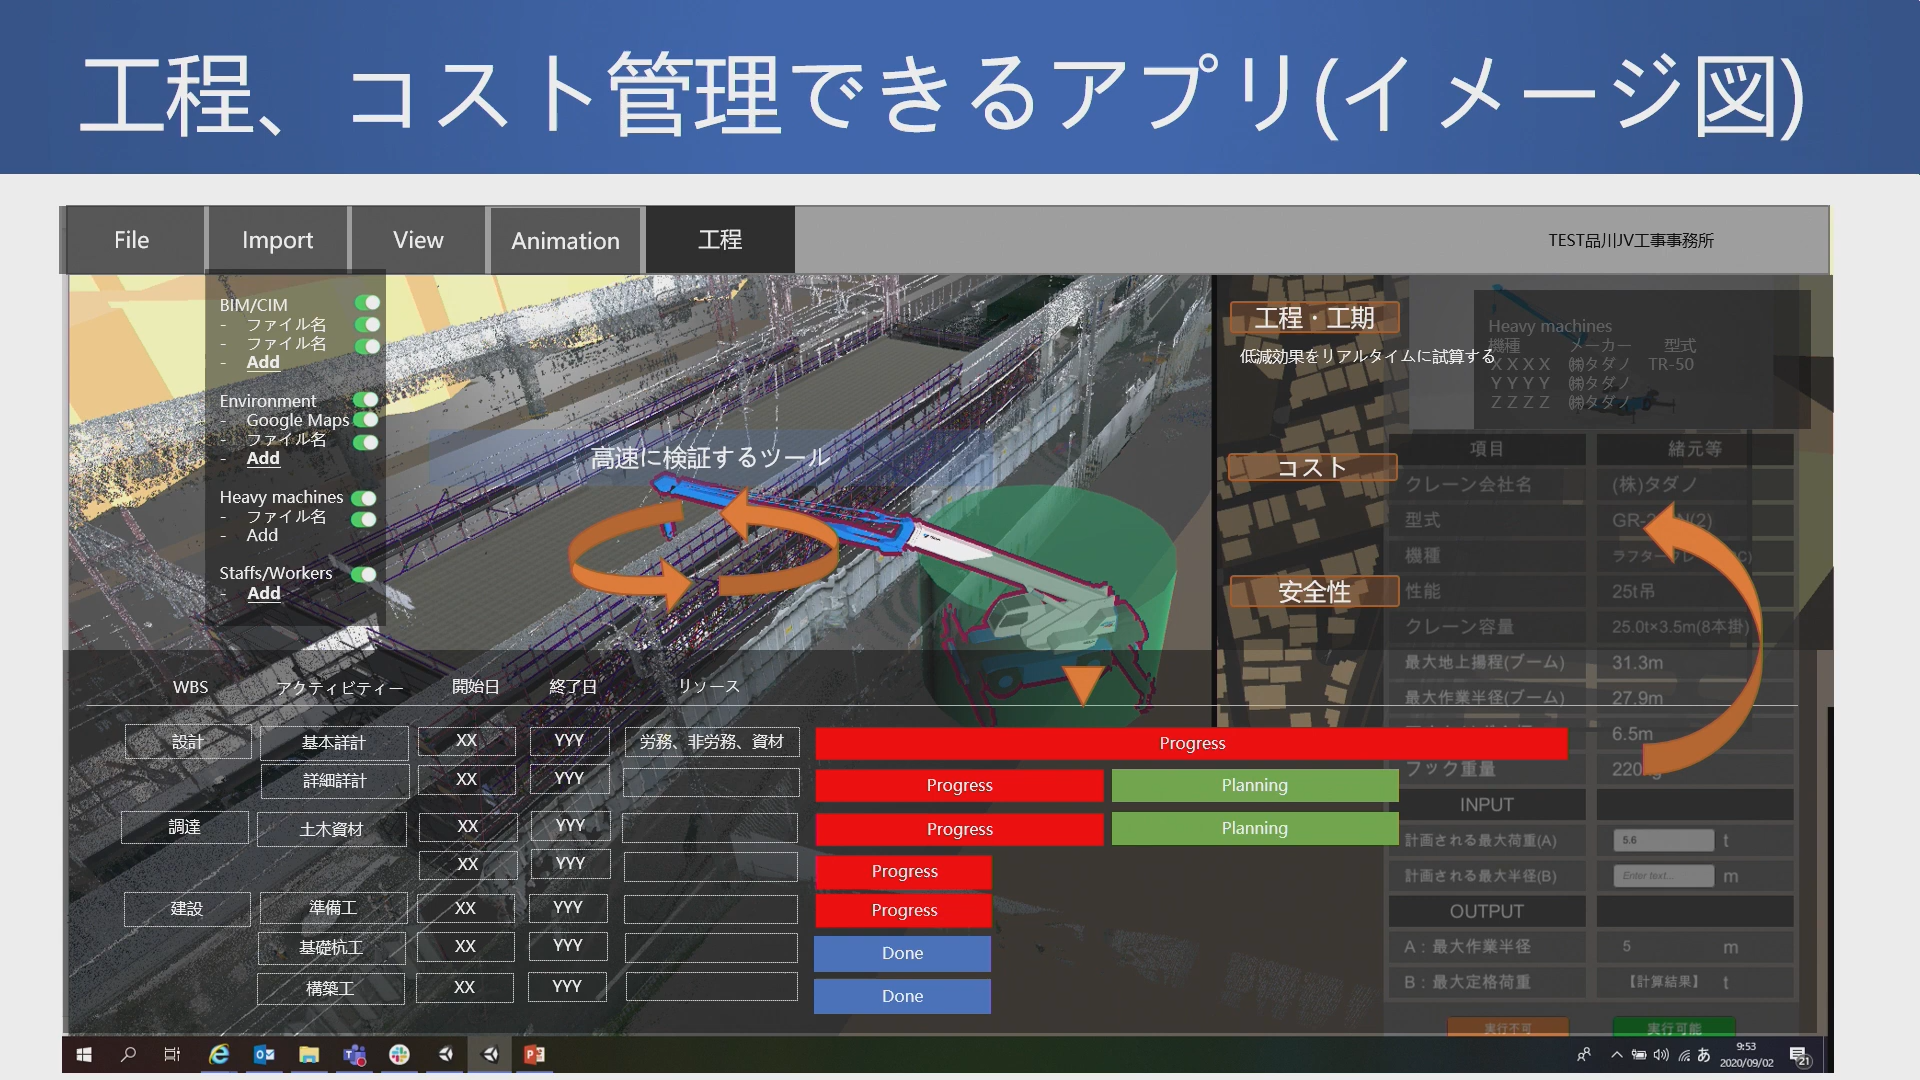 工程、コスト管理できるアプリ(イメージ図)
File
Import
View
Animation
工程
TEST品川JV工事事務所
BIM/CIM
- ファイル名
- ファイル名
- Add
Environment
- Google Maps
- ファイル名
- Add
Heavy machines
- ファイル名
- Add
Staffs/Workers
- Add
高速に検証するツール
工程・工期
低減効果をリアルタイムに試算する
コスト
安全性
Heavy machines
機種 メーカー 型式
XXXX ㈱タダノ TR-50
YYYY ㈱タダノ
ZZZZ ㈱タダノ
項目 緒元等
クレーン会社名 (株)タダノ
型式
機種
性能 25t吊
クレーン容量 25.0t×3.5m(8本掛)
最大地上揚程(ブーム) 31.3m
最大作業半径(ブーム) 27.9m
6.5m
フック重量
INPUT
計画される最大荷重(A) 5.6 t
計画される最大半径(B) Enter text... m
OUTPUT
A：最大作業半径 5 m
B：最大定格荷重 【計算結果】 t
実行不可 実行可能
WBS アクティビティー 開始日 終了日 リソース
設計 基本詳計 XX YYY 労務、非労務、資材 Progress
詳細詳計 XX YYY Progress Planning
調達 土木資材 XX YYY Progress Planning
XX YYY Progress
建設 準備工 XX YYY Progress
基礎杭工 XX YYY Done
構築工 XX YYY Done
あ
9:53
2020/09/02
21